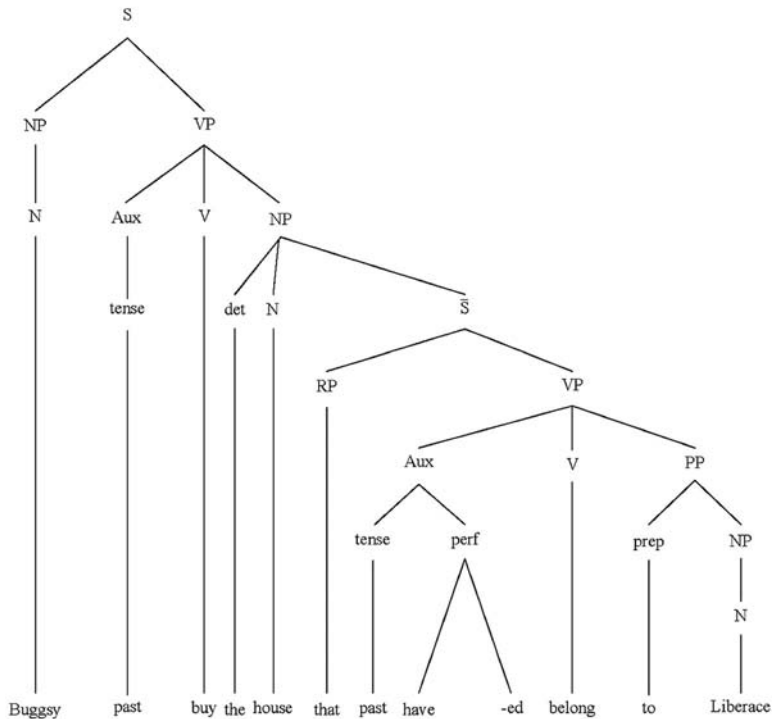 S
NP VP
N Aux V NP
tense det N S̄
RP VP
Aux V PP
tense perf prep NP
N
Buggsy past buy the house that past have -ed belong to Liberace